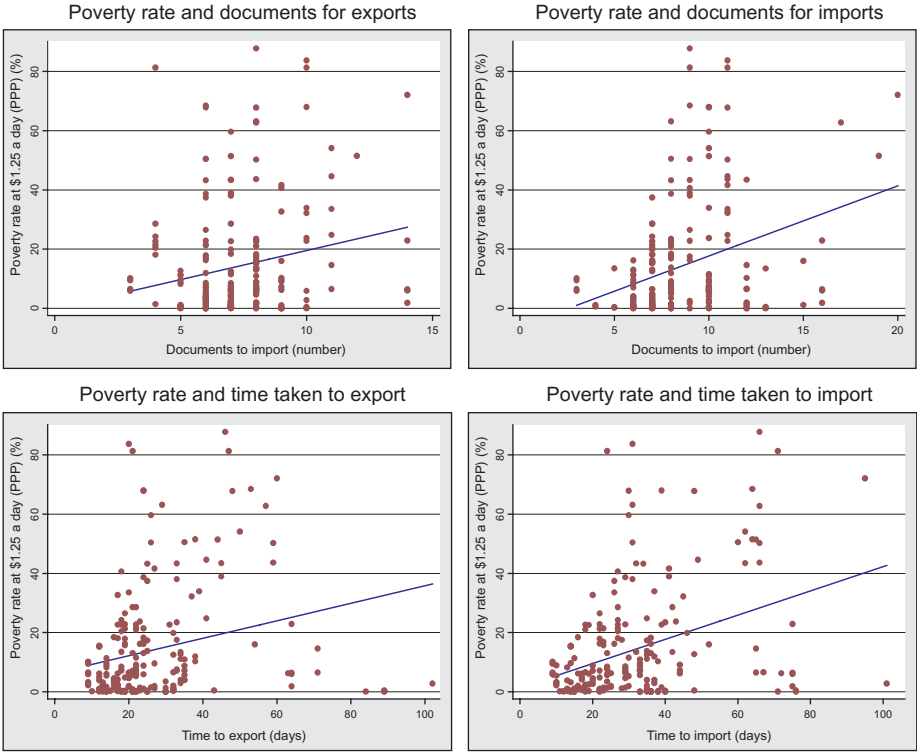 Poverty rate and documents for exports
Poverty rate at $1.25 a day (PPP) (%)
80
60
40
20
0
0 5 10 15
Documents to import (number)
Poverty rate and documents for imports
Poverty rate at $1.25 a day (PPP) (%)
80
60
40
20
0
0 5 10 15 20
Documents to import (number)
Poverty rate and time taken to export
Poverty rate at $1.25 a day (PPP) (%)
80
60
40
20
0
0 20 40 60 80 100
Time to export (days)
Poverty rate and time taken to import
Poverty rate at $1.25 a day (PPP) (%)
80
60
40
20
0
0 20 40 60 80 100
Time to import (days)